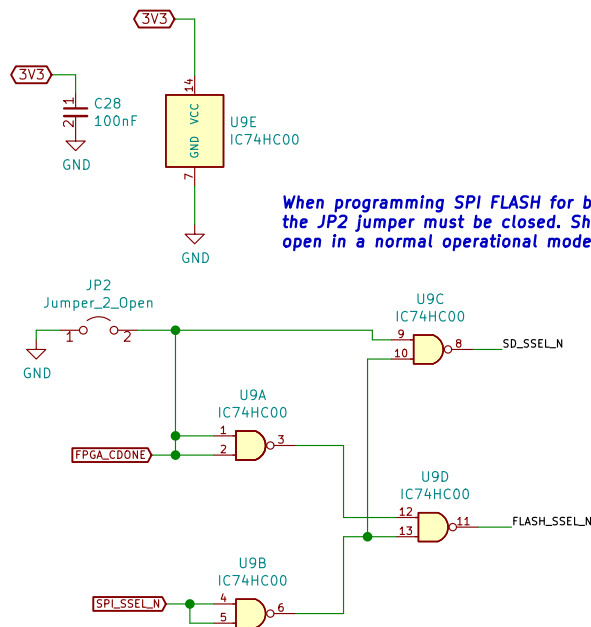 3V3
3V3
14
1
2
C28
100nF
VCC
GND
U9E
IC74HC00
GND
7
GND
When programming SPI FLASH for b
the JP2 jumper must be closed. Sh
open in a normal operational mode
JP2
Jumper_2_Open
1
2
GND
U9C
IC74HC00
9
10
8
SD_SSEL_N
U9A
IC74HC00
1
2
3
FPGA_CDONE
U9D
IC74HC00
12
13
11
FLASH_SSEL_N
U9B
IC74HC00
SPI_SSEL_N
4
5
6